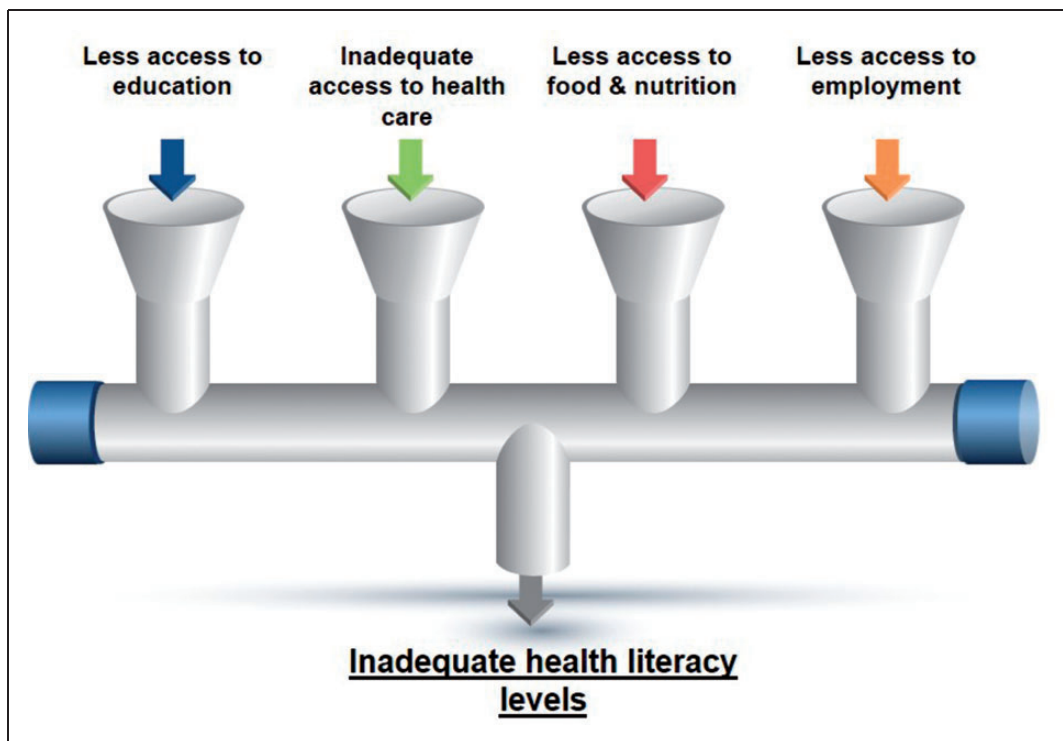 Less access to
education
Inadequate
access to health
care
Less access to
food & nutrition
Less access to
employment
Inadequate health literacy
levels